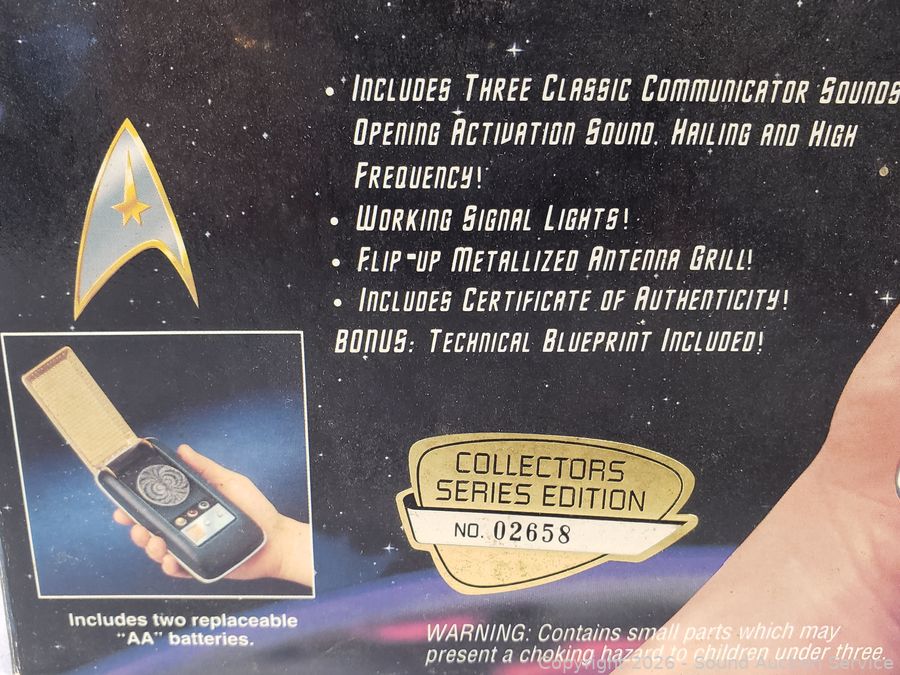 • Includes Three Classic Communicator Sounds
Opening Activation Sound, Hailing and High
Frequency!
• Working Signal Lights!
• Flip-up Metallized Antenna Grill!
• Includes Certificate of Authenticity!
BONUS: Technical Blueprint Included!
COLLECTORS
SERIES EDITION
NO. 02658
Includes two replaceable
"AA" batteries.
WARNING: Contains small parts which may
present a choking hazard to children under three.
Copyright 2026 - Sound Auction Service